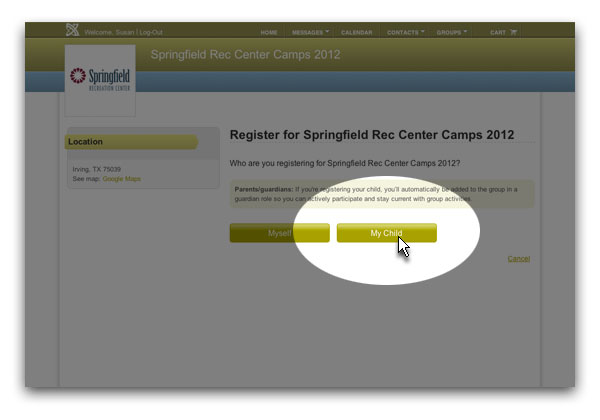 Welcome, Susan | Log-Out
HOME MESSAGES CALENDAR CONTACTS GROUPS CART
Springfield Rec Center Camps 2012
Springfield
RECREATION CENTER
Location
Irving, TX 75039
See map: Google Maps
Register for Springfield Rec Center Camps 2012
Who are you registering for Springfield Rec Center Camps 2012?
Parents/guardians: If you're registering your child, you'll automatically be added to the group in a
guardian role so you can actively participate and stay current with group activities.
Myself My Child
Cancel